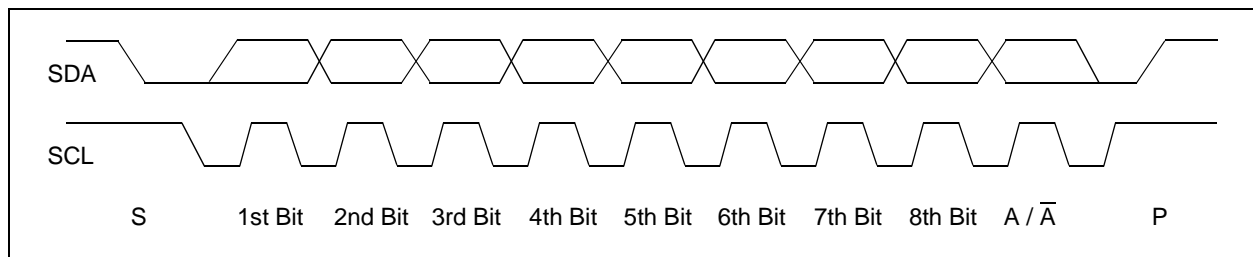 SDA
SCL
S 1st Bit 2nd Bit 3rd Bit 4th Bit 5th Bit 6th Bit 7th Bit 8th Bit A / A̅ P